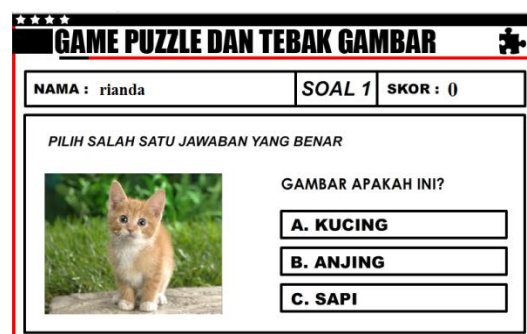 GAME PUZZLE DAN TEBAK GAMBAR
NAMA : rianda
SOAL 1
SKOR : 0
PILIH SALAH SATU JAWABAN YANG BENAR
GAMBAR APAKAH INI?
A. KUCING
B. ANJING
C. SAPI